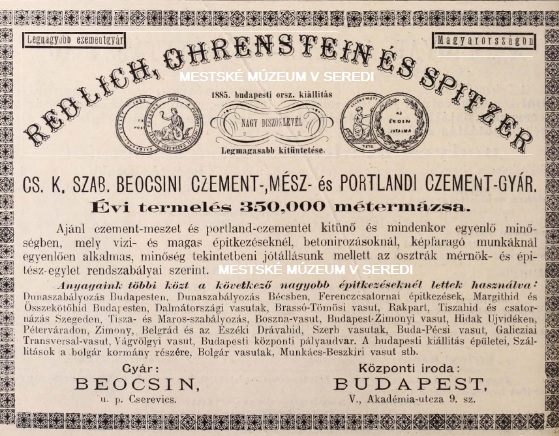 Legnagyobb czementgyár
Magyarországon
REDLICH, OHRENSTEIN ÉS SPITZER
MESTSKÉ MÚZEUM V SEREDI
1885. budapesti orsz. kiállítás
NAGY DISZOKLEVÉL
Legmagasabb kitüntetése.
CS. K. SZAB. BEOCSINI CZEMENT-, MÉSZ- és PORTLANDI CZEMENT-GYÁR.
Évi termelés 350,000 métermázsa.
Ajánl czement-meszet és portland-czementet kitünő és mindenkor egyenlő minő-
ségben, mely vizi- és magas épitkezéseknél, betonirozásoknál, képfaragó munkáknál
egyenlően alkalmas, minőség tekintetbeni jótállásunk mellett az osztrák mérnök- és épi-
tész-egylet rendszabályai szerint.
MESTSKÉ MÚZEUM V SEREDI
Anyagaink többi közt a következő nagyobb épitkezéseknél lettek használva:
Dunaszabályozás Budapesten, Dunaszabályozás Bécsben, Ferenczcsatornai épitkezések, Margithid és
Összekötőhid Budapesten, Dalmátországi vasutak, Brassó-Tömösi vasut, Rakpart, Tiszahid és csator-
názás Szegeden, Tisza- és Maros-szabályozás, Boszna-vasut, Budapest-Zimonyi vasut, Hidak Ujvidéken,
Péterváradon, Zimony, Belgrád és az Eszéki Drávahid, Szerb vasutak, Buda-Pécsi vasut, Galicziai
Transversal-vasut, Vágvölgyi vasut, Budapesti központi pályaudvar. A budapesti kiállitás épületei, Szál-
litások a bolgár kormány részére, Bolgár vasutak, Munkács-Beszkiri vasut stb.
Gyár:
BEOCSIN,
u. p. Cserevics.
Központi iroda:
BUDAPEST,
V., Akadémia-utcza 9. sz.